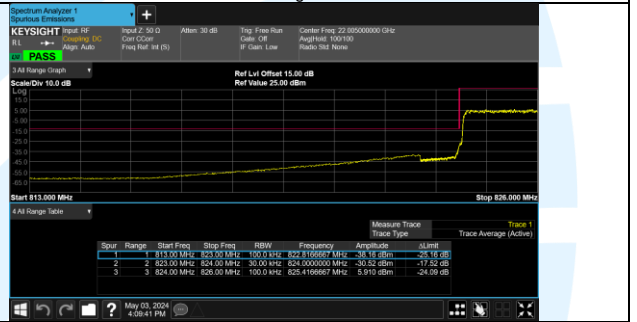 Spectrum Analyzer 1
Spurious Emissions
+
KEYSIGHT Input: RF Input Z: 50 Ω Atten: 30 dB Trig: Free Run Center Freq: 22.005000000 GHz
RL Coupling: DC Corr CCorr Gate: Off Avg|Hold: 100/100
Align: Auto Freq Ref: Int (S) IF Gain: Low Radio Std: None
PASS
3 All Range Graph
Ref Lvl Offset 15.00 dB
Scale/Div 10.0 dB Ref Value 25.00 dBm
Log
15.0
5.00
-5.00
-15.0
-25.0
-35.0
-45.0
-55.0
-65.0
Start 813.000 MHz Stop 826.000 MHz
4 All Range Table
Measure Trace Trace 1
Trace Type Trace Average (Active)
Spur Range Start Freq Stop Freq RBW Frequency Amplitude ΔLimit
1 1 813.00 MHz 823.00 MHz 100.0 kHz 822.8166667 MHz -38.16 dBm -25.16 dB
2 2 823.00 MHz 824.00 MHz 30.00 kHz 824.0000000 MHz -30.52 dBm -17.52 dB
3 3 824.00 MHz 826.00 MHz 100.0 kHz 825.4166667 MHz 5.910 dBm -24.09 dB
? May 03, 2024
4:09:41 PM